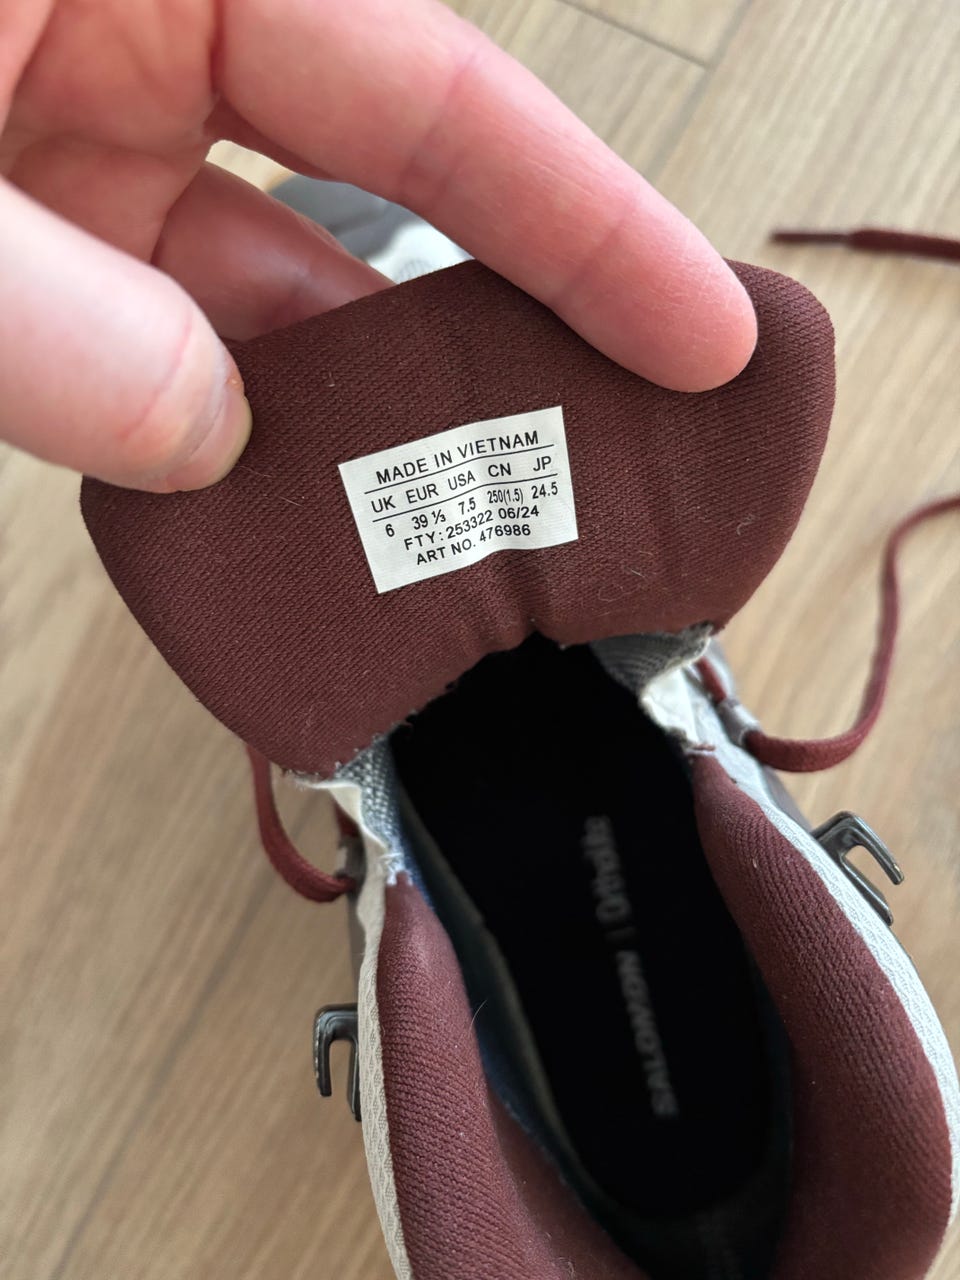 MADE IN VIETNAM
UK EUR USA CN JP
6 39 ⅓ 7.5 250(1.5) 24.5
FTY: 253322 06/24
ART NO. 476986
SALOMON | Ortholite